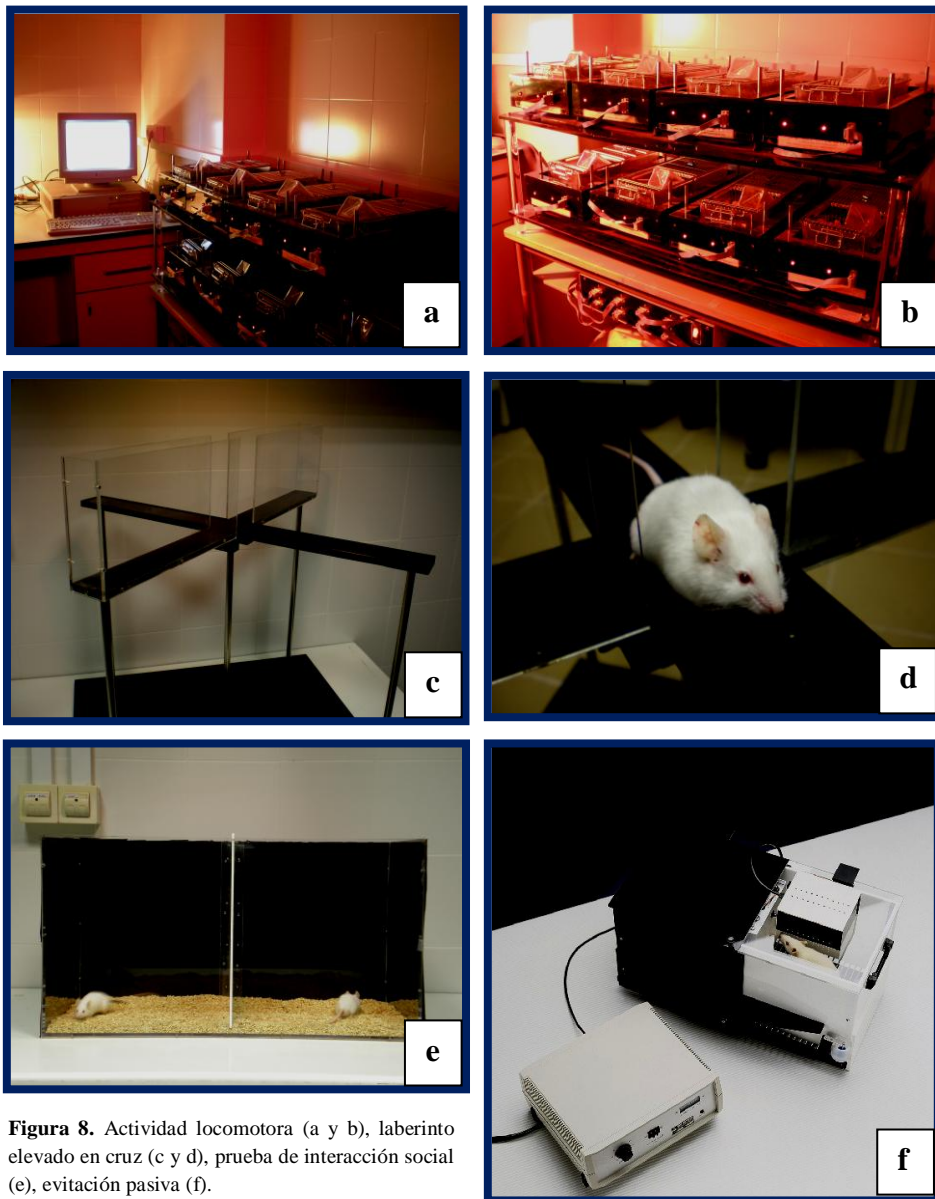 a
b
c
d
e
f
Figura 8. Actividad locomotora (a y b), laberinto
elevado en cruz (c y d), prueba de interacción social
(e), evitación pasiva (f).